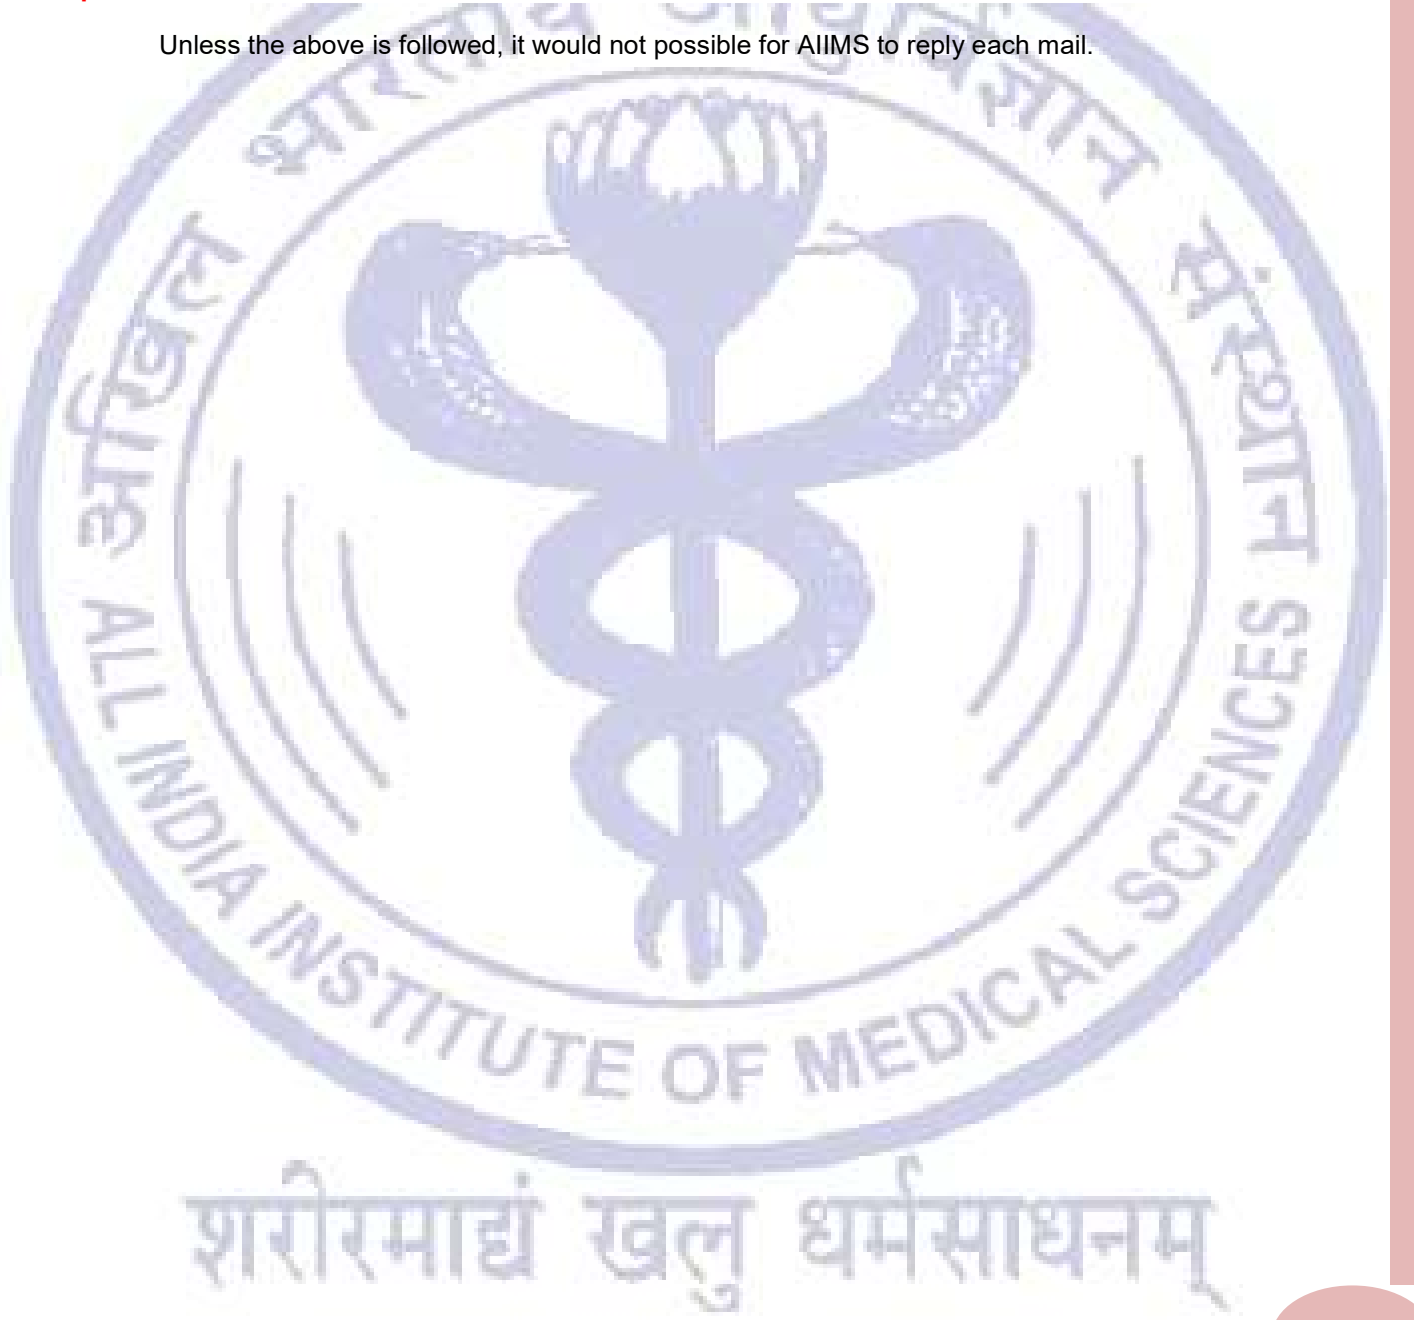 Unless the above is followed, it would not possible for AIIMS to reply each mail.
अखिल भारतीय आयुर्विज्ञान संस्थान
ALL INDIA INSTITUTE OF MEDICAL SCIENCES
शरीरमाद्यं खलु धर्मसाधनम्